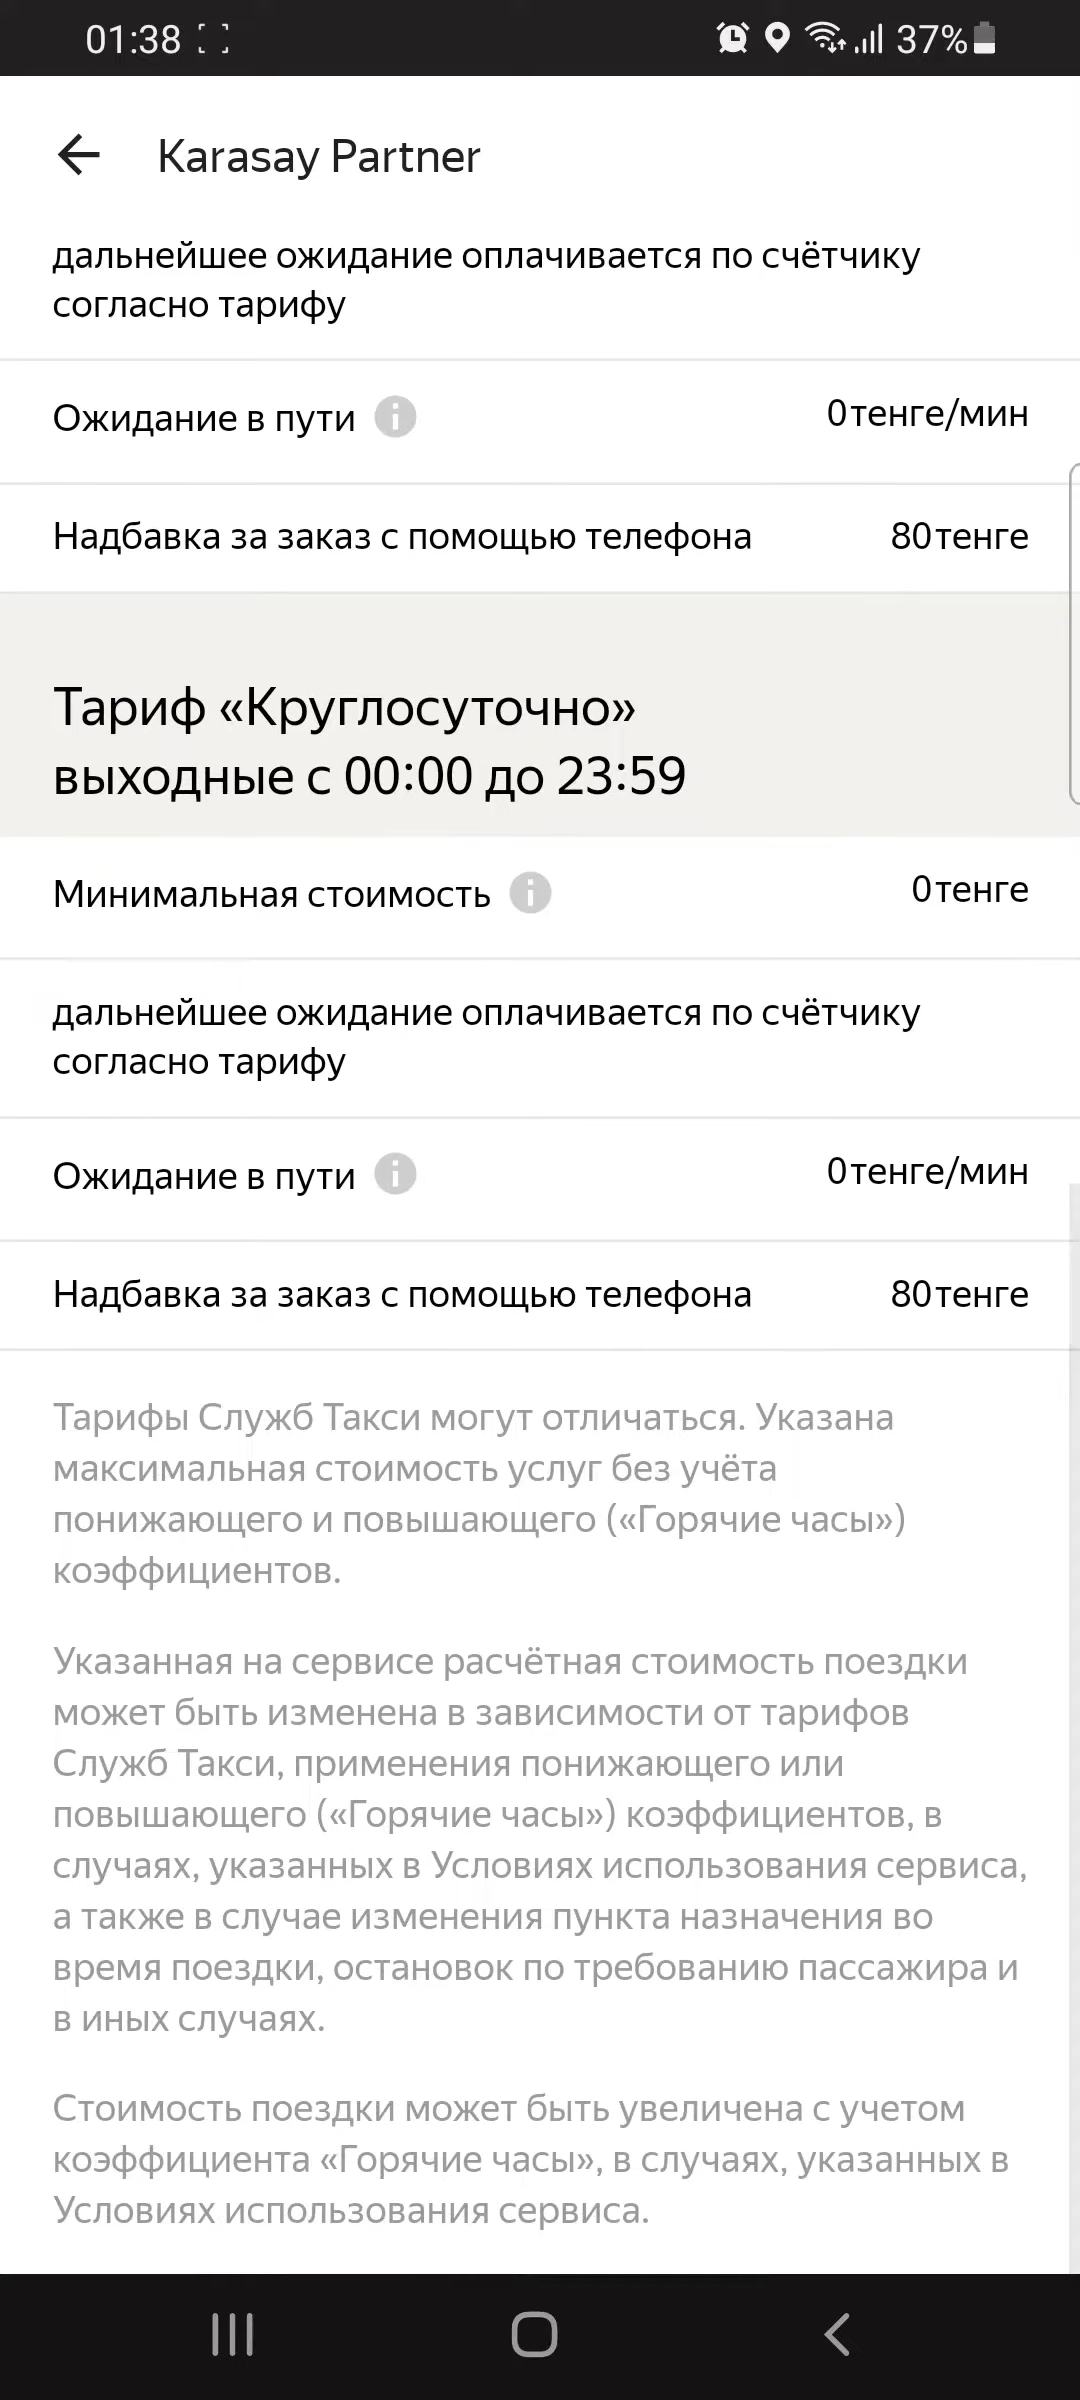 01:38
37%
Karasay Partner
дальнейшее ожидание оплачивается по счётчику
согласно тарифу
Ожидание в пути
0тенге/мин
Надбавка за заказ с помощью телефона
80тенге
Тариф «Круглосуточно»
выходные с 00:00 до 23:59
Минимальная стоимость
0тенге
дальнейшее ожидание оплачивается по счётчику
согласно тарифу
Ожидание в пути
0тенге/мин
Надбавка за заказ с помощью телефона
80тенге
Тарифы Служб Такси могут отличаться. Указана
максимальная стоимость услуг без учёта
понижающего и повышающего («Горячие часы»)
коэффициентов.
Указанная на сервисе расчётная стоимость поездки
может быть изменена в зависимости от тарифов
Служб Такси, применения понижающего или
повышающего («Горячие часы») коэффициентов, в
случаях, указанных в Условиях использования сервиса,
а также в случае изменения пункта назначения во
время поездки, остановок по требованию пассажира и
в иных случаях.
Стоимость поездки может быть увеличена с учетом
коэффициента «Горячие часы», в случаях, указанных в
Условиях использования сервиса.